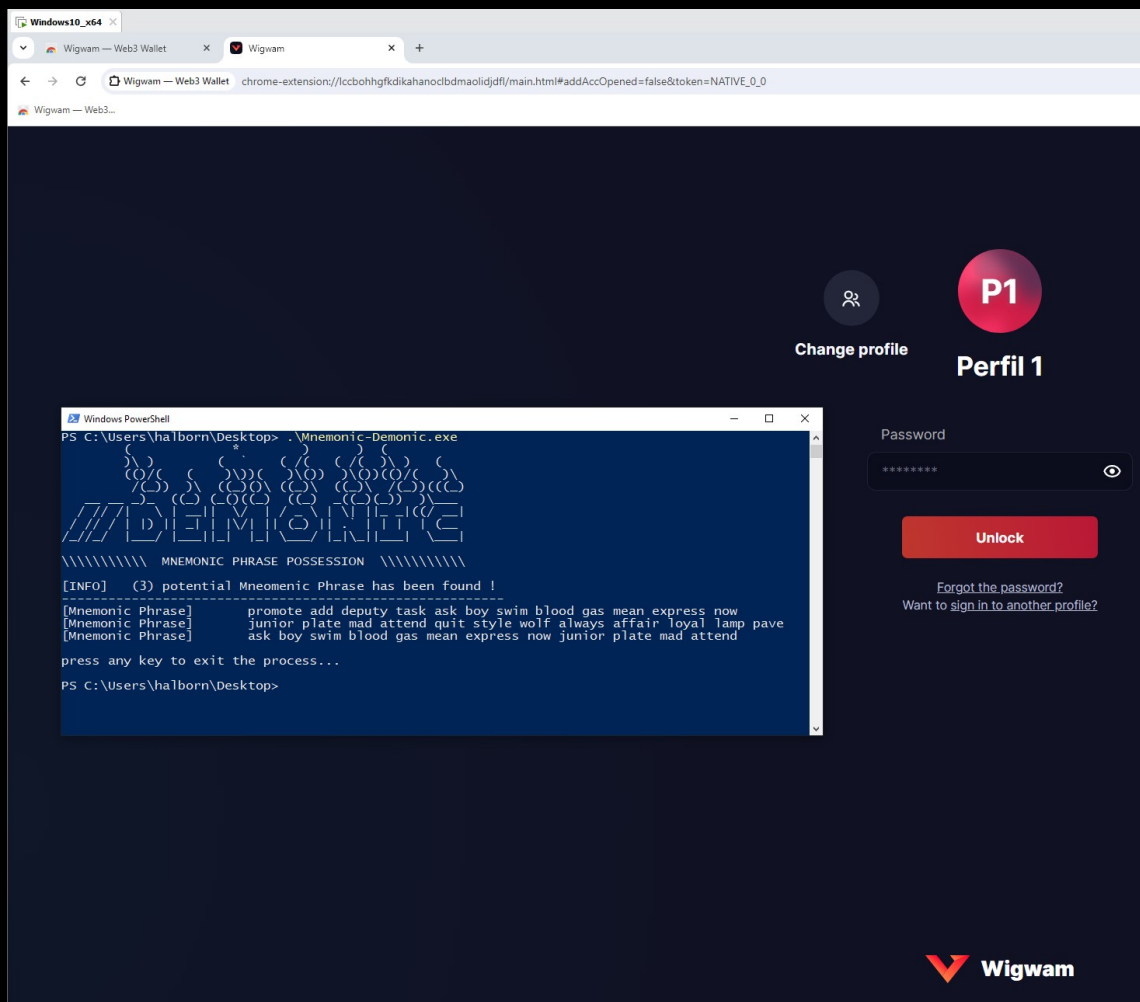 Windows10_x64
Wigwam — Web3 Wallet
Wigwam
Wigwam — Web3 Wallet
chrome-extension://lccbohhgfkdikahanoclbdmaolidjdfl/main.html#addAccOpened=false&token=NATIVE_0_0
Wigwam — Web3...
P1
Change profile
Perfil 1
Windows PowerShell
PS C:\Users\halborn\Desktop> .\Mnemonic-Demonic.exe
DEMONIC
\\\\\\\\\\\ MNEMONIC PHRASE POSSESSION \\\\\\\\\\\
[INFO] (3) potential Mneomenic Phrase has been found !
[Mnemonic Phrase] promote add deputy task ask boy swim blood gas mean express now
[Mnemonic Phrase] junior plate mad attend quit style wolf always affair loyal lamp pave
[Mnemonic Phrase] ask boy swim blood gas mean express now junior plate mad attend
press any key to exit the process...
PS C:\Users\halborn\Desktop>
Password
********
Unlock
Forgot the password?
Want to sign in to another profile?
Wigwam